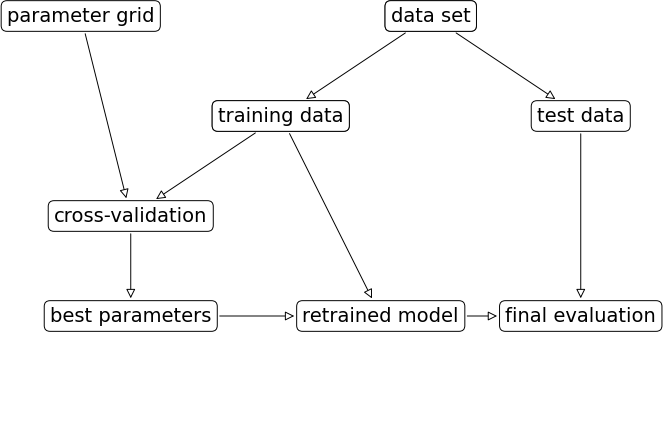 parameter grid
data set
training data
test data
cross-validation
best parameters
retrained model
final evaluation